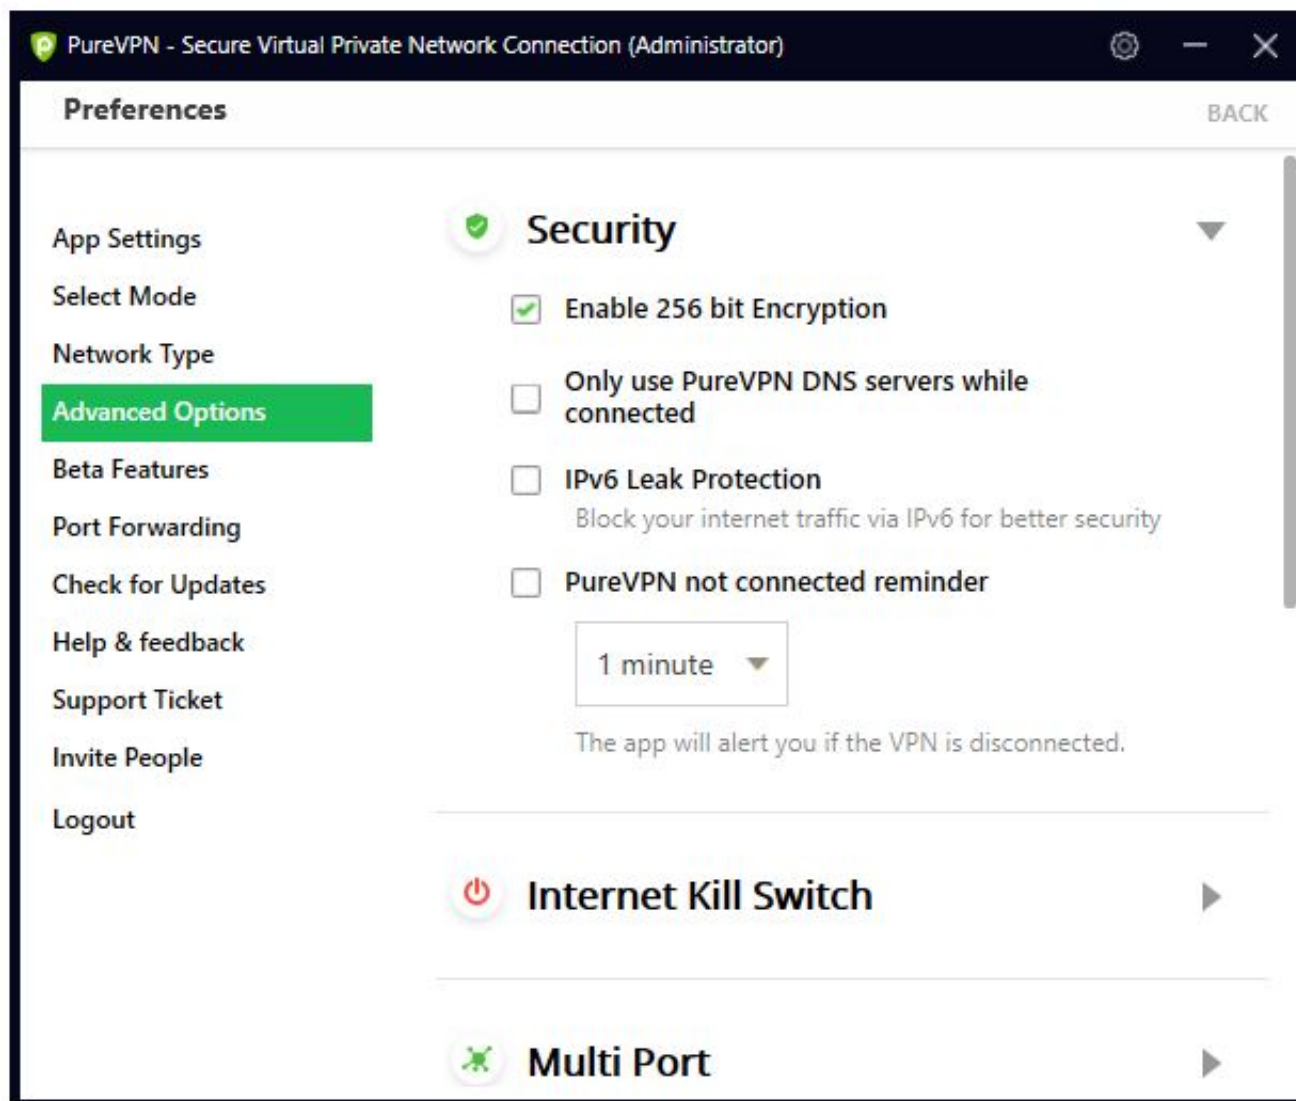 PureVPN - Secure Virtual Private Network Connection (Administrator)
Preferences
BACK
App Settings
Select Mode
Network Type
Advanced Options
Beta Features
Port Forwarding
Check for Updates
Help & feedback
Support Ticket
Invite People
Logout
Security
Enable 256 bit Encryption
Only use PureVPN DNS servers while
connected
IPv6 Leak Protection
Block your internet traffic via IPv6 for better security
PureVPN not connected reminder
1 minute
The app will alert you if the VPN is disconnected.
Internet Kill Switch
Multi Port